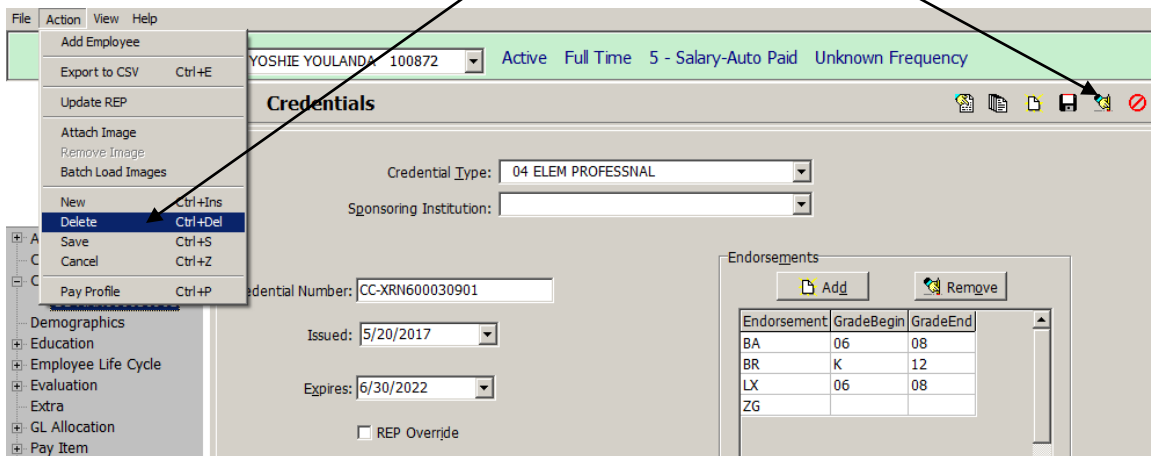 File Action View Help
Add Employee
Export to CSV Ctrl+E
Update REP
Attach Image
Remove Image
Batch Load Images
New Ctrl+Ins
Delete Ctrl+Del
Save Ctrl+S
Cancel Ctrl+Z
Pay Profile Ctrl+P
YOSHIE YOULANDA 100872 Active Full Time 5 - Salary-Auto Paid Unknown Frequency
Credentials
Credential Type: 04 ELEM PROFESSNAL
Sponsoring Institution:
edential Number: CC-XRN600030901
Issued: 5/20/2017
Expires: 6/30/2022
REP Override
Endorsements
Add Remove
Endorsement GradeBegin GradeEnd
BA 06 08
BR K 12
LX 06 08
ZG
A
C
C
Demographics
Education
Employee Life Cycle
Evaluation
Extra
GL Allocation
Pay Item